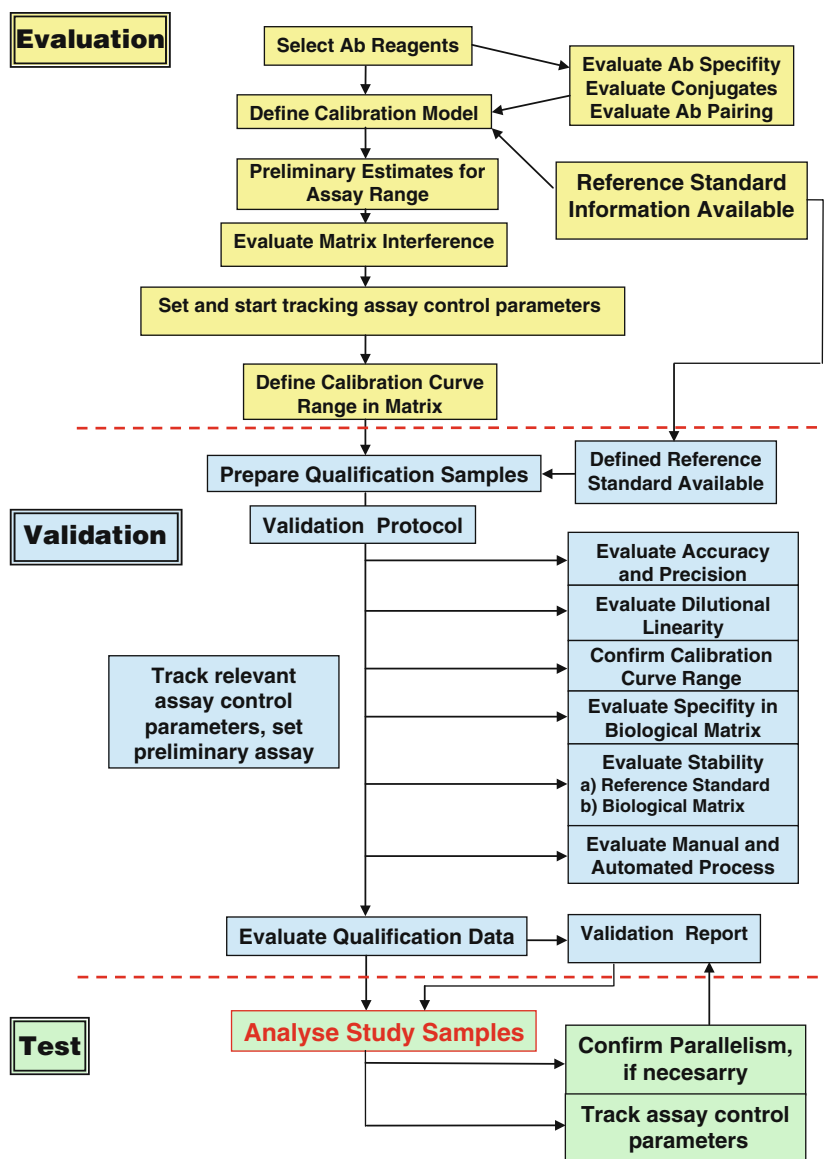 Evaluation
Select Ab Reagents
Evaluate Ab Specifity
Evaluate Conjugates
Evaluate Ab Pairing
Define Calibration Model
Preliminary Estimates for
Assay Range
Reference Standard
Information Available
Evaluate Matrix Interference
Set and start tracking assay control parameters
Define Calibration Curve
Range in Matrix
Prepare Qualification Samples
Defined Reference
Standard Available
Validation
Validation Protocol
Evaluate Accuracy
and Precision
Evaluate Dilutional
Linearity
Confirm Calibration
Curve Range
Track relevant
assay control
parameters, set
preliminary assay
Evaluate Specifity in
Biological Matrix
Evaluate Stability
a) Reference Standard
b) Biological Matrix
Evaluate Manual and
Automated Process
Evaluate Qualification Data
Validation Report
Test
Analyse Study Samples
Confirm Parallelism,
if necesarry
Track assay control
parameters